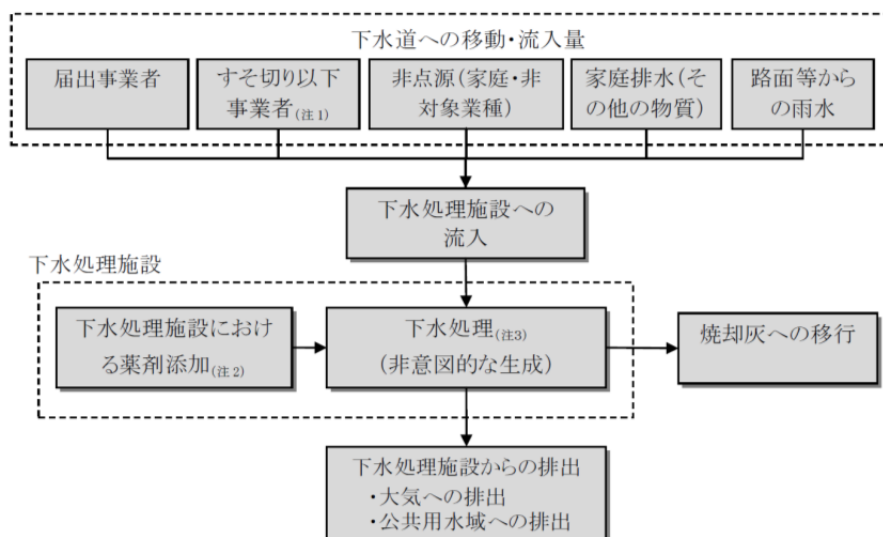 下水道への移動・流入量
届出事業者
すそ切り以下
事業者(注1)
非点源(家庭・非
対象業種)
家庭排水(そ
の他の物質)
路面等から
の雨水
下水処理施設への
流入
下水処理施設
下水処理施設におけ
る薬剤添加(注2)
下水処理(注3)
(非意図的な生成)
焼却灰への移行
下水処理施設からの排出
・大気への排出
・公共用水域への排出